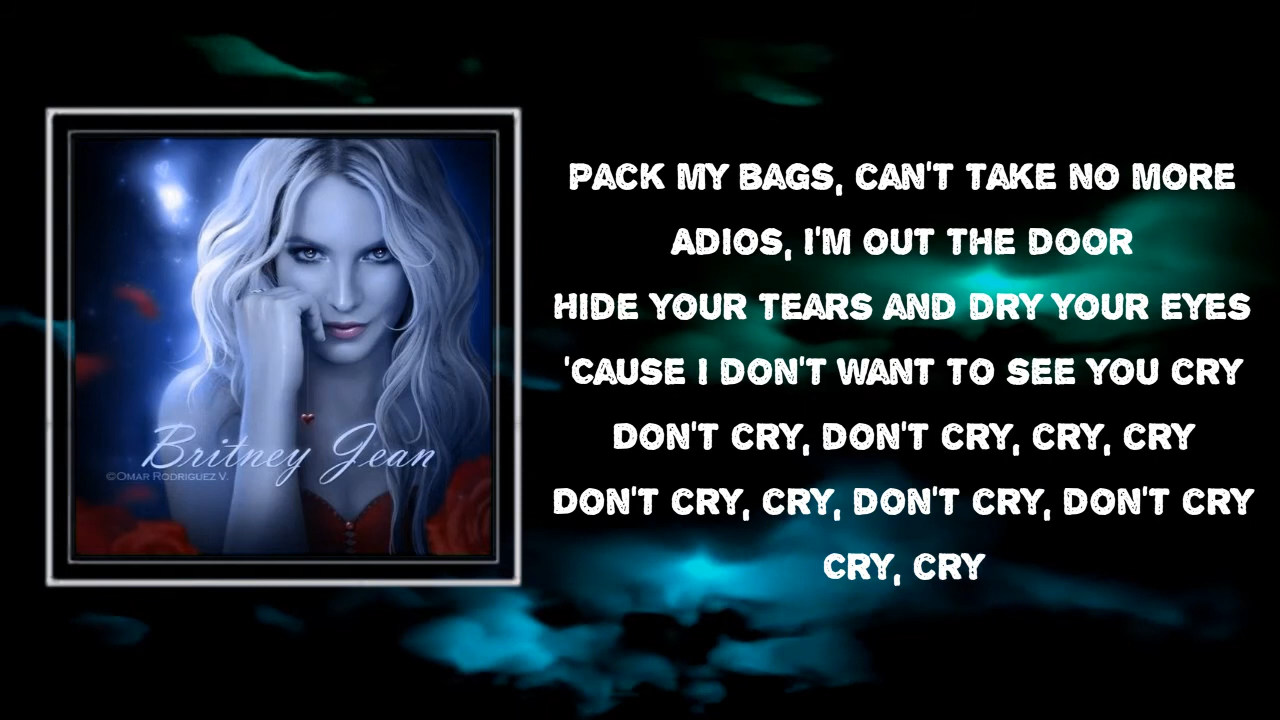 Britney Jean
©OMAR RODRIGUEZ V.
PACK MY BAGS, CAN'T TAKE NO MORE
ADIOS, I'M OUT THE DOOR
HIDE YOUR TEARS AND DRY YOUR EYES
'CAUSE I DON'T WANT TO SEE YOU CRY
DON'T CRY, DON'T CRY, CRY, CRY
DON'T CRY, CRY, DON'T CRY, DON'T CRY
CRY, CRY